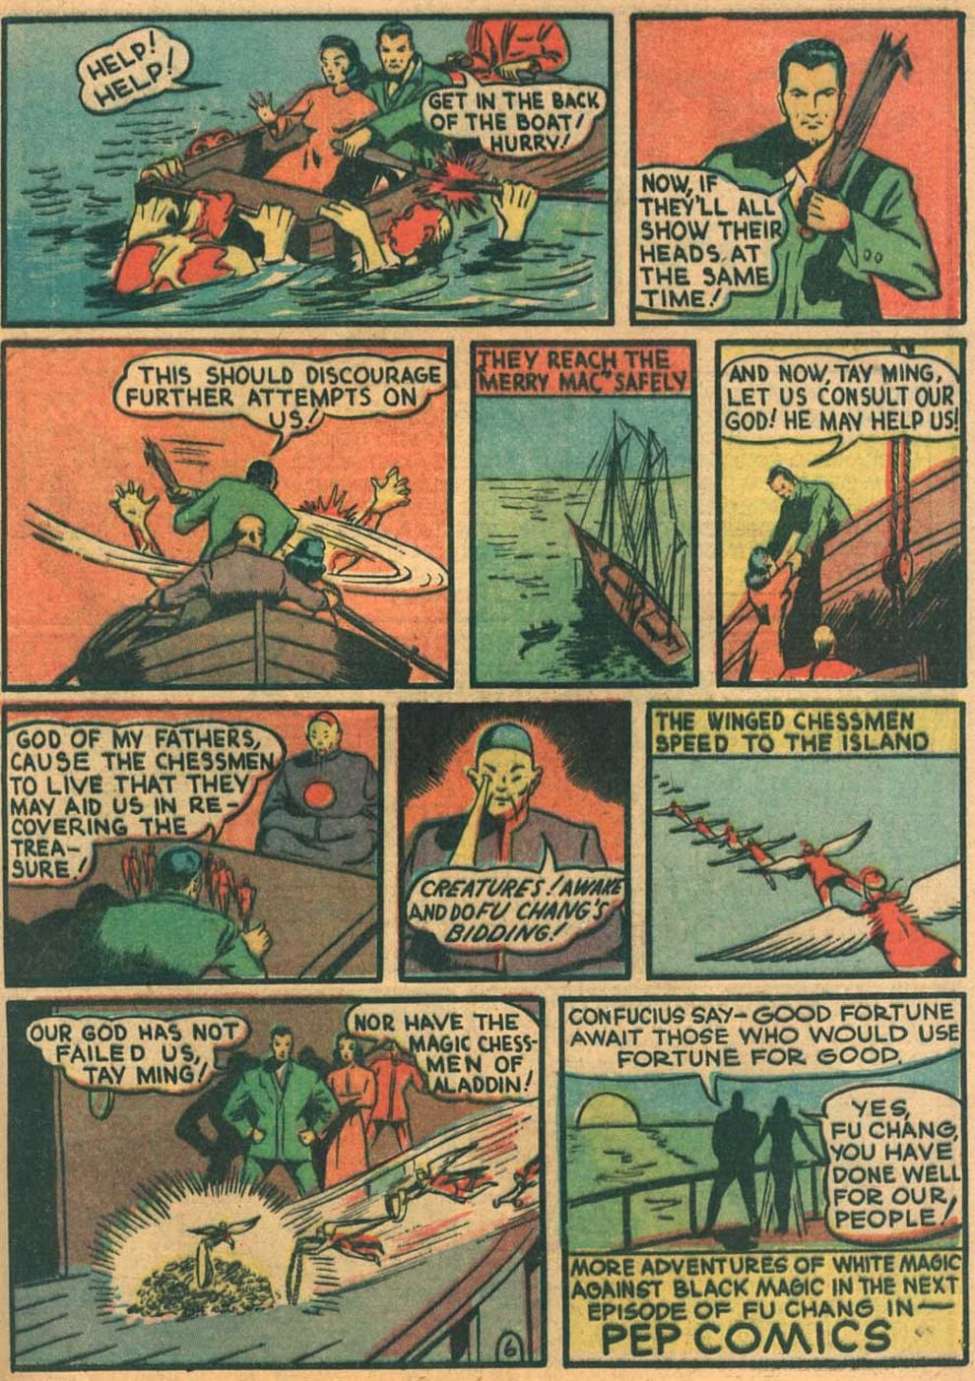 HELP!
HELP!
GET IN THE BACK
OF THE BOAT!
HURRY!
NOW, IF
THEY'LL ALL
SHOW THEIR
HEADS AT
THE SAME
TIME!
THIS SHOULD DISCOURAGE
FURTHER ATTEMPTS ON
US!
THEY REACH THE
"MERRY MAC" SAFELY
AND NOW, TAY MING,
LET US CONSULT OUR
GOD! HE MAY HELP US!
GOD OF MY FATHERS,
CAUSE THE CHESSMEN
TO LIVE THAT THEY
MAY AID US IN RE-
COVERING THE
TREA-
SURE!
CREATURES! AWAKE
AND DO FU CHANG'S
BIDDING!
THE WINGED CHESSMEN
SPEED TO THE ISLAND
OUR GOD HAS NOT
FAILED US,
TAY MING!
NOR HAVE THE
MAGIC CHESS-
MEN OF
ALADDIN!
6
CONFUCIUS SAY- GOOD FORTUNE
AWAIT THOSE WHO WOULD USE
FORTUNE FOR GOOD.
YES,
FU CHANG,
YOU HAVE
DONE WELL
FOR OUR
PEOPLE!
MORE ADVENTURES OF WHITE MAGIC
AGAINST BLACK MAGIC IN THE NEXT
EPISODE OF FU CHANG IN—
PEP COMICS